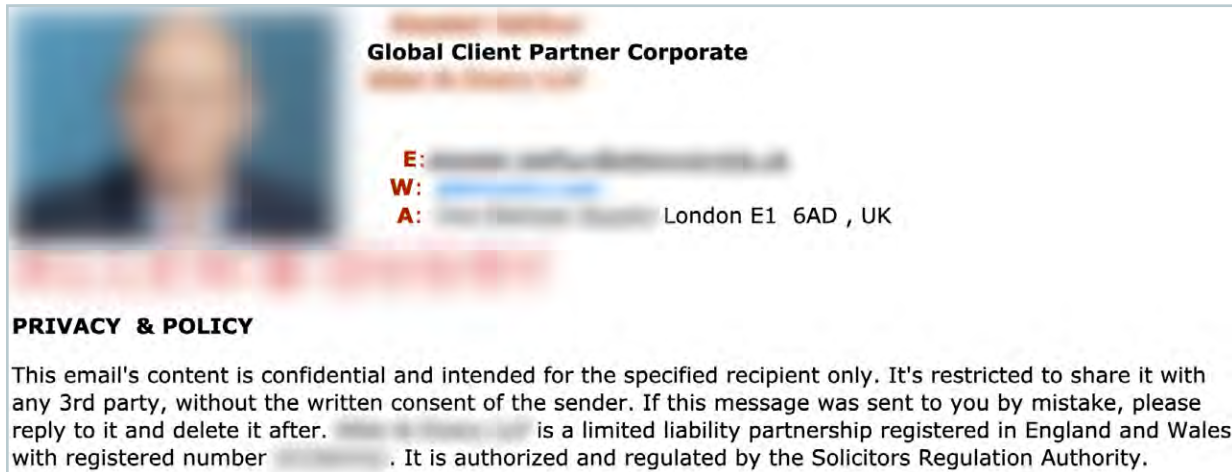 Global Client Partner Corporate
E:
W:
A: London E1 6AD , UK
PRIVACY & POLICY
This email's content is confidential and intended for the specified recipient only. It's restricted to share it with
any 3rd party, without the written consent of the sender. If this message was sent to you by mistake, please
reply to it and delete it after. is a limited liability partnership registered in England and Wales
with registered number . It is authorized and regulated by the Solicitors Regulation Authority.